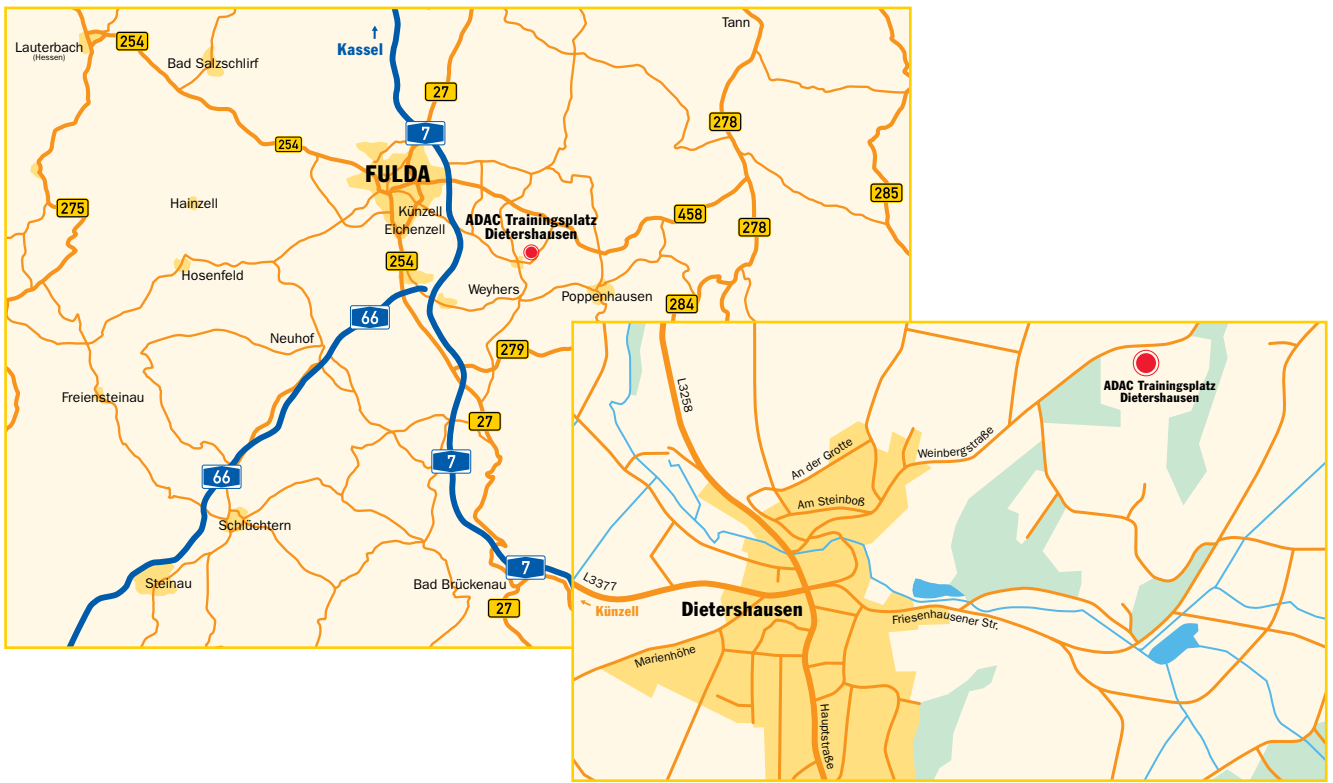 Tann
Lauterbach
(Hessen)
254
Kassel
Bad Salzschlirf
27
278
7
254
FULDA
285
275
Hainzell
Künzell
458
ADAC Trainingsplatz
Dietershausen
Eichenzell
278
254
Hosenfeld
Weyhers
Poppenhausen
284
66
Neuhof
279
Freiensteinau
27
7
66
Schlüchtern
7
Steinau
Bad Brückenau
27
ADAC Trainingsplatz
Dietershausen
L3258
An der Grotte
Weinbergstraße
Am Steinboß
L3377
Künzell
Dietershausen
Friesenhausener Str.
Marienhöhe
Hauptstraße